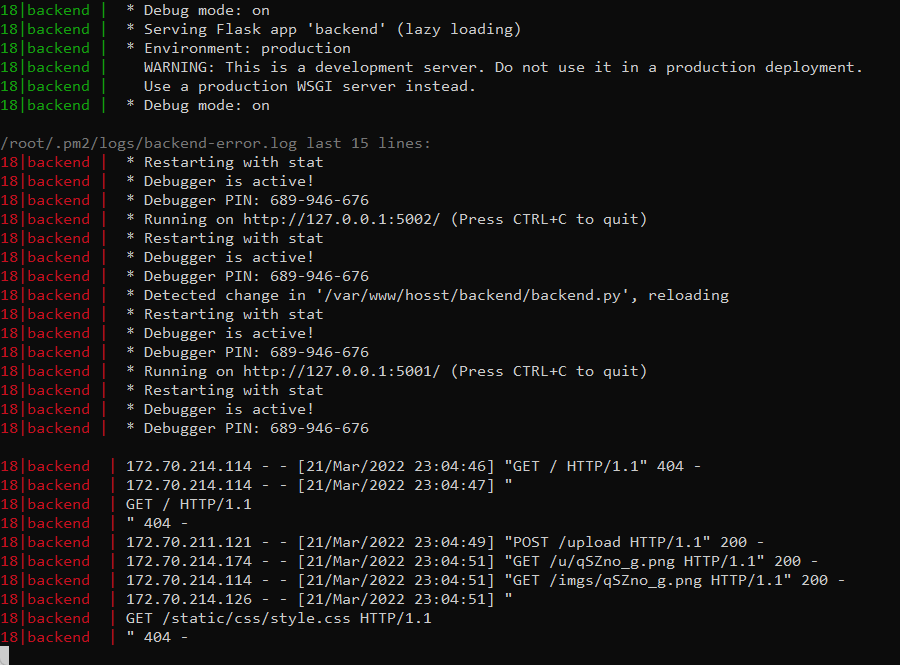 18|backend | * Debug mode: on
18|backend | * Serving Flask app 'backend' (lazy loading)
18|backend | * Environment: production
18|backend | WARNING: This is a development server. Do not use it in a production deployment.
18|backend | Use a production WSGI server instead.
18|backend | * Debug mode: on
/root/.pm2/logs/backend-error.log last 15 lines:
18|backend | * Restarting with stat
18|backend | * Debugger is active!
18|backend | * Debugger PIN: 689-946-676
18|backend | * Running on http://127.0.0.1:5002/ (Press CTRL+C to quit)
18|backend | * Restarting with stat
18|backend | * Debugger is active!
18|backend | * Debugger PIN: 689-946-676
18|backend | * Detected change in '/var/www/hosst/backend/backend.py', reloading
18|backend | * Restarting with stat
18|backend | * Debugger is active!
18|backend | * Debugger PIN: 689-946-676
18|backend | * Running on http://127.0.0.1:5001/ (Press CTRL+C to quit)
18|backend | * Restarting with stat
18|backend | * Debugger is active!
18|backend | * Debugger PIN: 689-946-676
18|backend | 172.70.214.114 - - [21/Mar/2022 23:04:46] "GET / HTTP/1.1" 404 -
18|backend | 172.70.214.114 - - [21/Mar/2022 23:04:47] "
18|backend | GET / HTTP/1.1
18|backend | " 404 -
18|backend | 172.70.211.121 - - [21/Mar/2022 23:04:49] "POST /upload HTTP/1.1" 200 -
18|backend | 172.70.214.174 - - [21/Mar/2022 23:04:51] "GET /u/qSZno_g.png HTTP/1.1" 200 -
18|backend | 172.70.214.114 - - [21/Mar/2022 23:04:51] "GET /imgs/qSZno_g.png HTTP/1.1" 200 -
18|backend | 172.70.214.126 - - [21/Mar/2022 23:04:51] "
18|backend | GET /static/css/style.css HTTP/1.1
18|backend | " 404 -